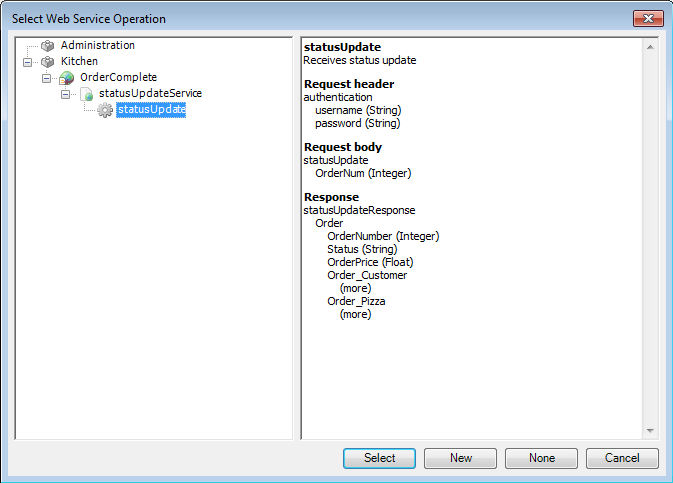 Select Web Service Operation
Administration
Kitchen
OrderComplete
statusUpdateService
statusUpdate
statusUpdate
Receives status update
Request header
authentication
username (String)
password (String)
Request body
statusUpdate
OrderNum (Integer)
Response
statusUpdateResponse
Order
OrderNumber (Integer)
Status (String)
OrderPrice (Float)
Order_Customer
(more)
Order_Pizza
(more)
Select
New
None
Cancel